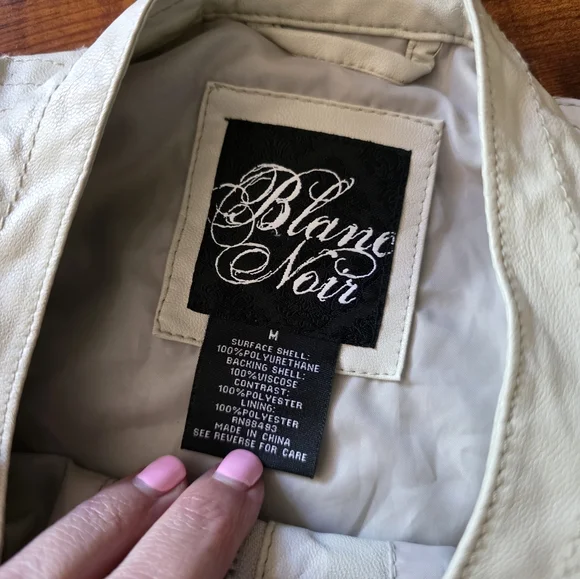 Blanc
Noir
M
SURFACE SHELL:
100%POLYURETHANE
BACKING SHELL:
100%VISCOSE
CONTRAST:
100%POLYESTER
LINING:
100%POLYESTER
RN88483
MADE IN CHINA
SEE REVERSE FOR CARE